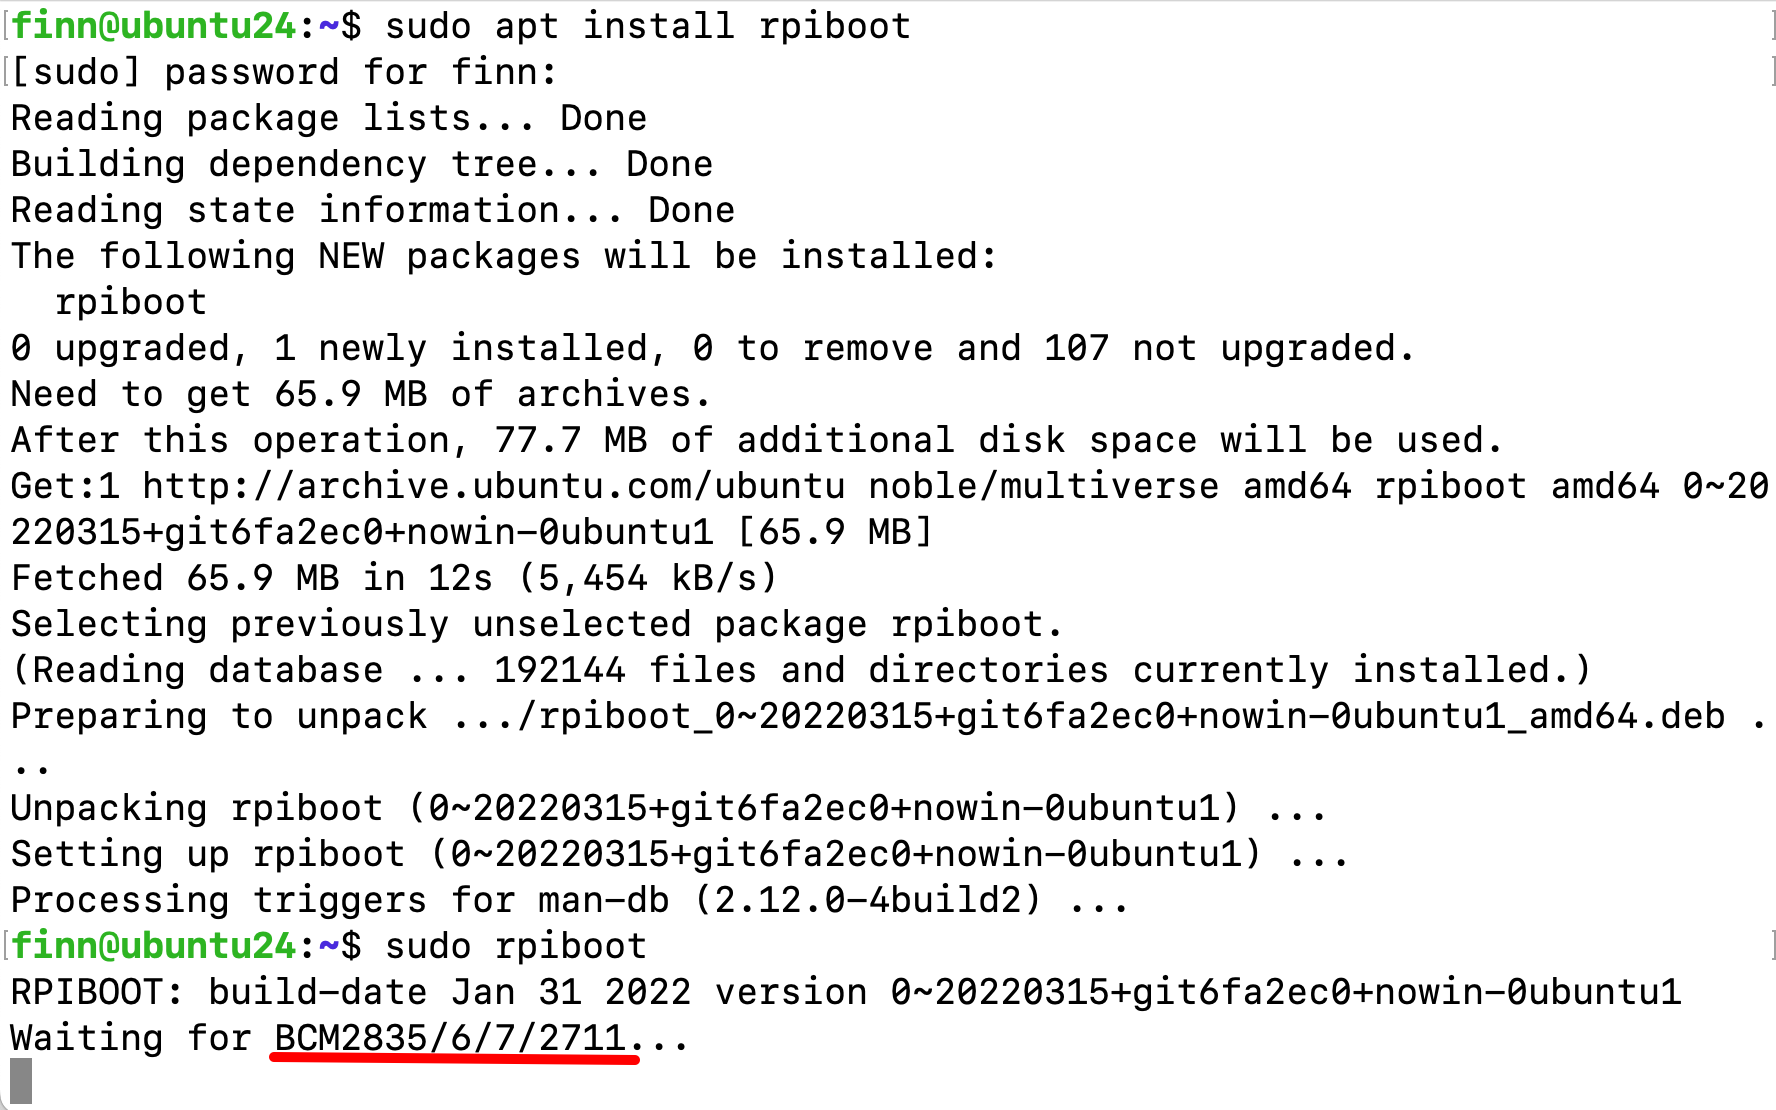 finn@ubuntu24:~$ sudo apt install rpiboot
[sudo] password for finn:
Reading package lists... Done
Building dependency tree... Done
Reading state information... Done
The following NEW packages will be installed:
  rpiboot
0 upgraded, 1 newly installed, 0 to remove and 107 not upgraded.
Need to get 65.9 MB of archives.
After this operation, 77.7 MB of additional disk space will be used.
Get:1 http://archive.ubuntu.com/ubuntu noble/multiverse amd64 rpiboot amd64 0~20
220315+git6fa2ec0+nowin-0ubuntu1 [65.9 MB]
Fetched 65.9 MB in 12s (5,454 kB/s)
Selecting previously unselected package rpiboot.
(Reading database ... 192144 files and directories currently installed.)
Preparing to unpack .../rpiboot_0~20220315+git6fa2ec0+nowin-0ubuntu1_amd64.deb .
..
Unpacking rpiboot (0~20220315+git6fa2ec0+nowin-0ubuntu1) ...
Setting up rpiboot (0~20220315+git6fa2ec0+nowin-0ubuntu1) ...
Processing triggers for man-db (2.12.0-4build2) ...
finn@ubuntu24:~$ sudo rpiboot
RPIBOOT: build-date Jan 31 2022 version 0~20220315+git6fa2ec0+nowin-0ubuntu1
Waiting for BCM2835/6/7/2711...